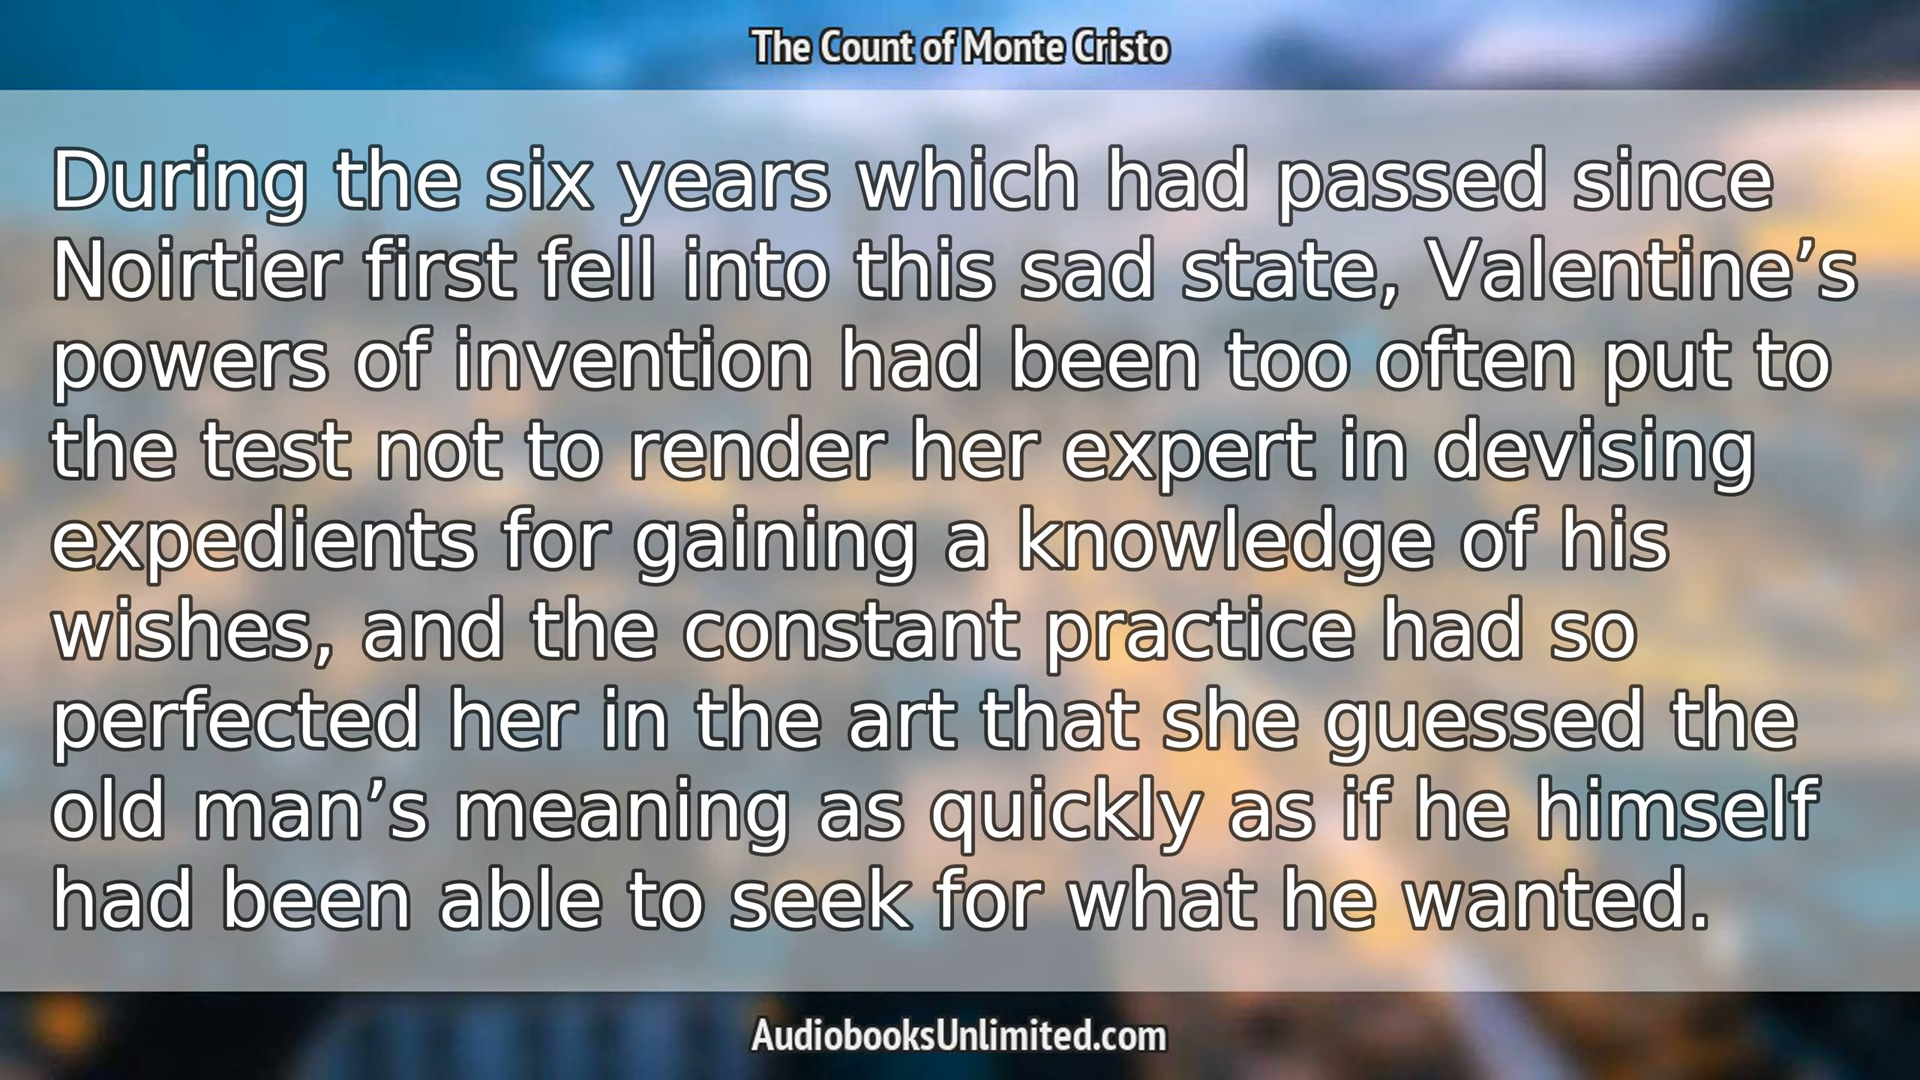 The Count of Monte Cristo
During the six years which had passed since
Noirtier first fell into this sad state, Valentine’s
powers of invention had been too often put to
the test not to render her expert in devising
expedients for gaining a knowledge of his
wishes, and the constant practice had so
perfected her in the art that she guessed the
old man’s meaning as quickly as if he himself
had been able to seek for what he wanted.
AudiobooksUnlimited.com